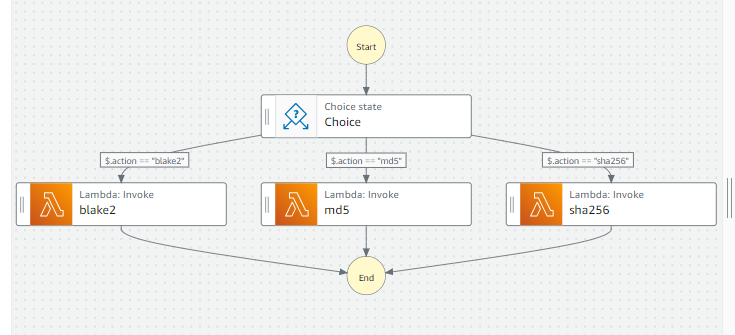 Start
Choice state
Choice
$.action == "blake2"
$.action == "md5"
$.action == "sha256"
Lambda: Invoke
blake2
Lambda: Invoke
md5
Lambda: Invoke
sha256
End